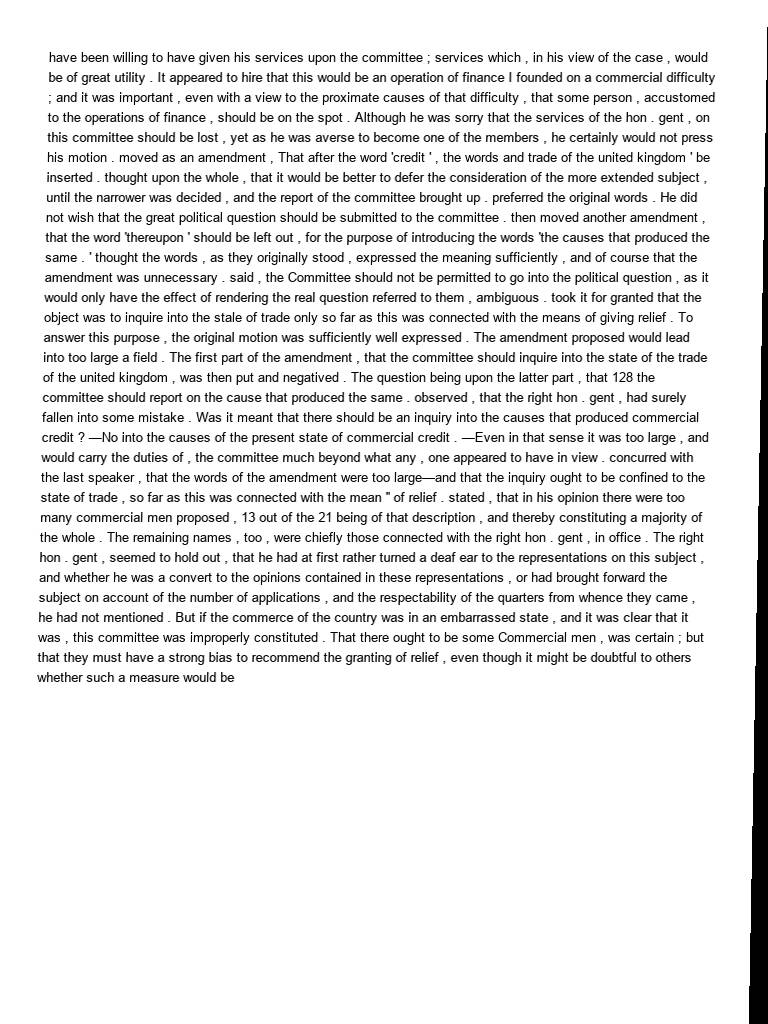 have been willing to have given his services upon the committee ; services which , in his view of the case , would
be of great utility . It appeared to hire that this would be an operation of finance I founded on a commercial difficulty
; and it was important , even with a view to the proximate causes of that difficulty , that some person , accustomed
to the operations of finance , should be on the spot . Although he was sorry that the services of the hon . gent , on
this committee should be lost , yet as he was averse to become one of the members , he certainly would not press
his motion . moved as an amendment , That after the word 'credit ' , the words and trade of the united kingdom ' be
inserted . thought upon the whole , that it would be better to defer the consideration of the more extended subject ,
until the narrower was decided , and the report of the committee brought up . preferred the original words . He did
not wish that the great political question should be submitted to the committee . then moved another amendment ,
that the word 'thereupon ' should be left out , for the purpose of introducing the words 'the causes that produced the
same . ' thought the words , as they originally stood , expressed the meaning sufficiently , and of course that the
amendment was unnecessary . said , the Committee should not be permitted to go into the political question , as it
would only have the effect of rendering the real question referred to them , ambiguous . took it for granted that the
object was to inquire into the stale of trade only so far as this was connected with the means of giving relief . To
answer this purpose , the original motion was sufficiently well expressed . The amendment proposed would lead
into too large a field . The first part of the amendment , that the committee should inquire into the state of the trade
of the united kingdom , was then put and negatived . The question being upon the latter part , that 128 the
committee should report on the cause that produced the same . observed , that the right hon . gent , had surely
fallen into some mistake . Was it meant that there should be an inquiry into the causes that produced commercial
credit ? —No into the causes of the present state of commercial credit . —Even in that sense it was too large , and
would carry the duties of , the committee much beyond what any , one appeared to have in view . concurred with
the last speaker , that the words of the amendment were too large—and that the inquiry ought to be confined to the
state of trade , so far as this was connected with the mean " of relief . stated , that in his opinion there were too
many commercial men proposed , 13 out of the 21 being of that description , and thereby constituting a majority of
the whole . The remaining names , too , were chiefly those connected with the right hon . gent , in office . The right
hon . gent , seemed to hold out , that he had at first rather turned a deaf ear to the representations on this subject ,
and whether he was a convert to the opinions contained in these representations , or had brought forward the
subject on account of the number of applications , and the respectability of the quarters from whence they came ,
he had not mentioned . But if the commerce of the country was in an embarrassed state , and it was clear that it
was , this committee was improperly constituted . That there ought to be some Commercial men , was certain ; but
that they must have a strong bias to recommend the granting of relief , even though it might be doubtful to others
whether such a measure would be